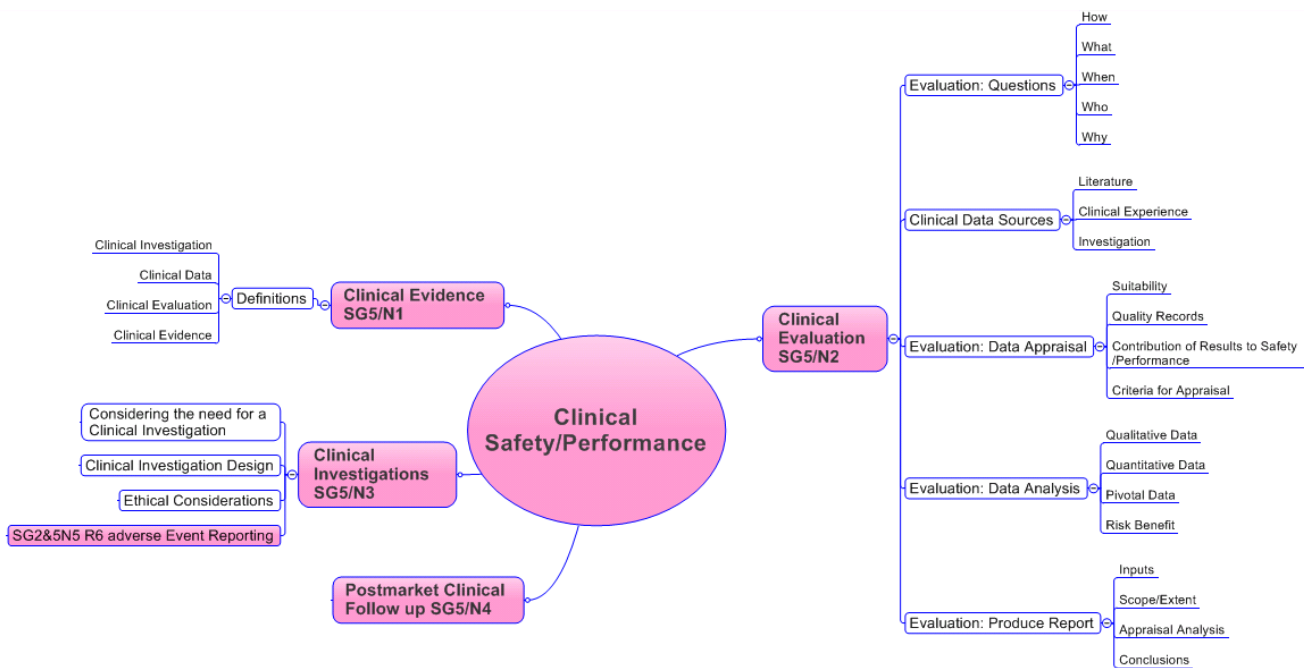 Clinical
Safety/Performance
Clinical Evidence
SG5/N1
Definitions
Clinical Investigation
Clinical Data
Clinical Evaluation
Clinical Evidence
Clinical
Investigations
SG5/N3
Considering the need for a
Clinical Investigation
Clinical Investigation Design
Ethical Considerations
SG2&5N5 R6 adverse Event Reporting
Postmarket Clinical
Follow up SG5/N4
Clinical
Evaluation
SG5/N2
Evaluation: Questions
How
What
When
Who
Why
Clinical Data Sources
Literature
Clinical Experience
Investigation
Evaluation: Data Appraisal
Suitability
Quality Records
Contribution of Results to Safety
/Performance
Criteria for Appraisal
Evaluation: Data Analysis
Qualitative Data
Quantitative Data
Pivotal Data
Risk Benefit
Evaluation: Produce Report
Inputs
Scope/Extent
Appraisal Analysis
Conclusions